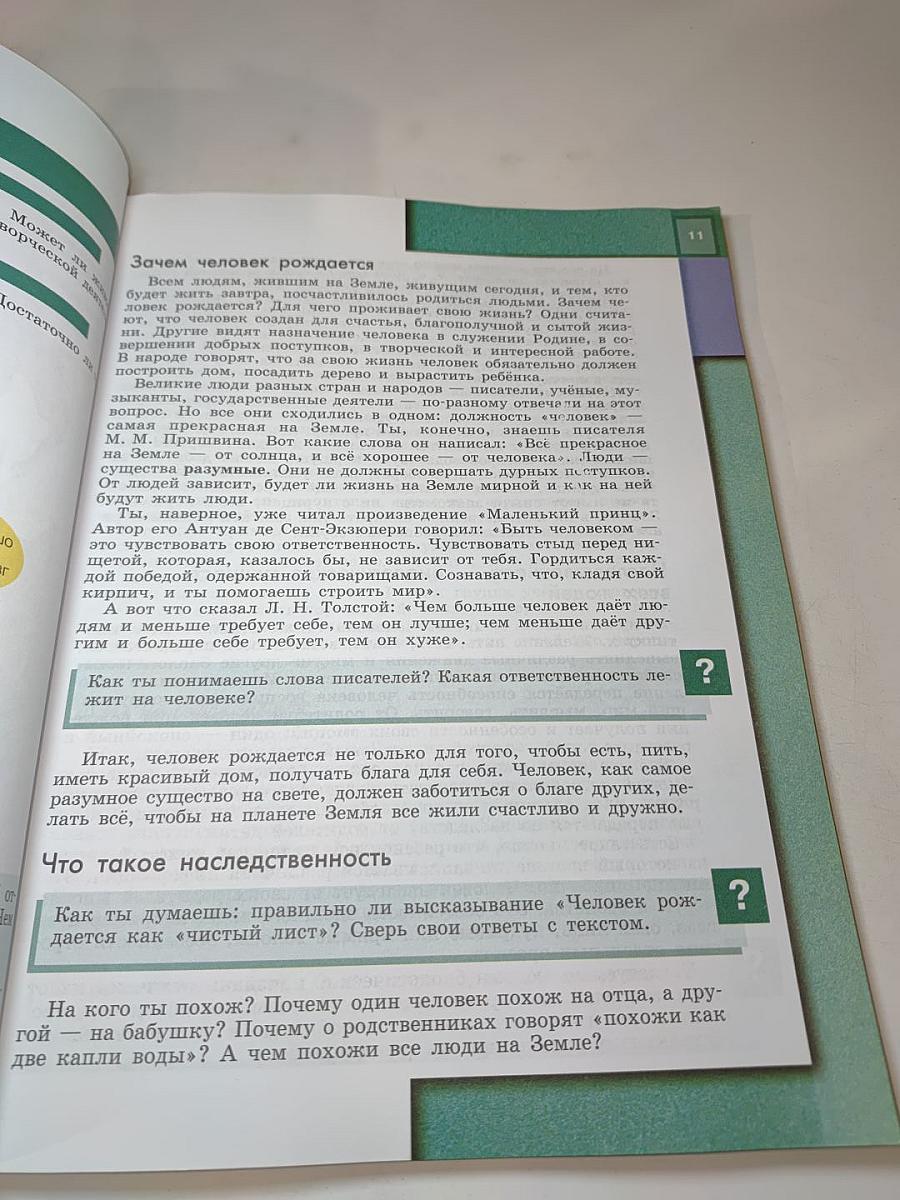 Может ли жи
ворческой деяте
Достаточно ли
11
Зачем человек рождается
Всем людям, жившим на Земле, живущим сегодня, и тем, кто
будет жить завтра, посчастливилось родиться людьми. Зачем че-
ловек рождается? Для чего проживает свою жизнь? Одни счита-
ют, что человек создан для счастья, благополучной и сытой жиз-
ни. Другие видят назначение человека в служении Родине, в со-
вершении добрых поступков, в творческой и интересной работе.
В народе говорят, что за свою жизнь человек обязательно должен
построить дом, посадить дерево и вырастить ребёнка.
Великие люди разных стран и народов — писатели, учёные, му-
зыканты, государственные деятели — по-разному отвечали на этот
вопрос. Но все они сходились в одном: должность «человек» —
самая прекрасная на Земле. Ты, конечно, знаешь писателя
М. М. Пришвина. Вот какие слова он написал: «Всё прекрасное
на Земле — от солнца, и всё хорошее — от человека». Люди —
существа разумные. Они не должны совершать дурных поступков.
От людей зависит, будет ли жизнь на Земле мирной и как на ней
будут жить люди.
Ты, наверное, уже читал произведение «Маленький принц».
Автор его Антуан де Сент-Экзюпери говорил: «Быть человеком —
это чувствовать свою ответственность. Чувствовать стыд перед ни-
щетой, которая, казалось бы, не зависит от тебя. Гордиться каж-
дой победой, одержанной товарищами. Сознавать, что, кладя свой
кирпич, и ты помогаешь строить мир».
А вот что сказал Л. Н. Толстой: «Чем больше человек даёт лю-
дям и меньше требует себе, тем он лучше; чем меньше даёт дру-
гим и больше себе требует, тем он хуже».
Как ты понимаешь слова писателей? Какая ответственность ле-
жит на человеке?
?
Итак, человек рождается не только для того, чтобы есть, пить,
иметь красивый дом, получать блага для себя. Человек, как самое
разумное существо на свете, должен заботиться о благе других, де-
лать всё, чтобы на планете Земля все жили счастливо и дружно.
Что такое наследственность
Как ты думаешь: правильно ли высказывание «Человек рож-
дается как «чистый лист»? Сверь свои ответы с текстом.
?
На кого ты похож? Почему один человек похож на отца, а дру-
гой — на бабушку? Почему о родственниках говорят «похожи как
две капли воды»? А чем похожи все люди на Земле?